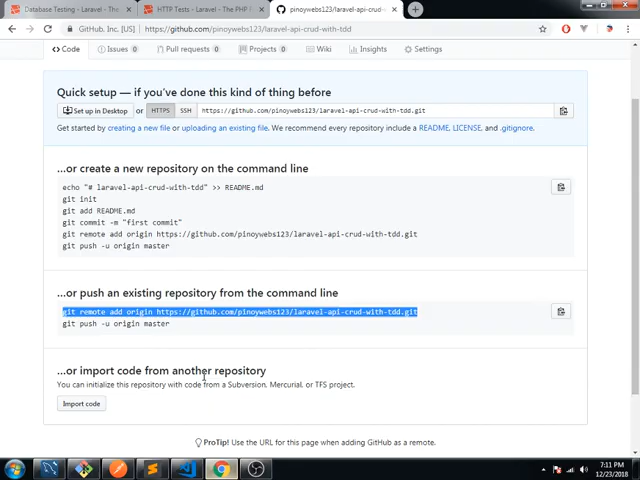 Database Testing - Laravel - Tha
HTTP Tests - Laravel - The PHP
pinoywebs123/laravel-api-crud-w
GitHub, Inc. [US] | https://github.com/pinoywebs123/laravel-api-crud-with-tdd
Code
Issues 0
Pull requests 0
Projects 0
Wiki
Insights
Settings
Quick setup — if you've done this kind of thing before
Set up in Desktop or HTTPS SSH https://github.com/pinoywebs123/laravel-api-crud-with-tdd.git
Get started by creating a new file or uploading an existing file. We recommend every repository include a README, LICENSE, and .gitignore.
...or create a new repository on the command line
echo "# laravel-api-crud-with-tdd" >> README.md
git init
git add README.md
git commit -m "first commit"
git remote add origin https://github.com/pinoywebs123/laravel-api-crud-with-tdd.git
git push -u origin master
...or push an existing repository from the command line
git remote add origin https://github.com/pinoywebs123/laravel-api-crud-with-tdd.git
git push -u origin master
...or import code from another repository
You can initialize this repository with code from a Subversion, Mercurial, or TFS project.
Import code
ProTip! Use the URL for this page when adding GitHub as a remote.
7:11 PM
12/23/2018